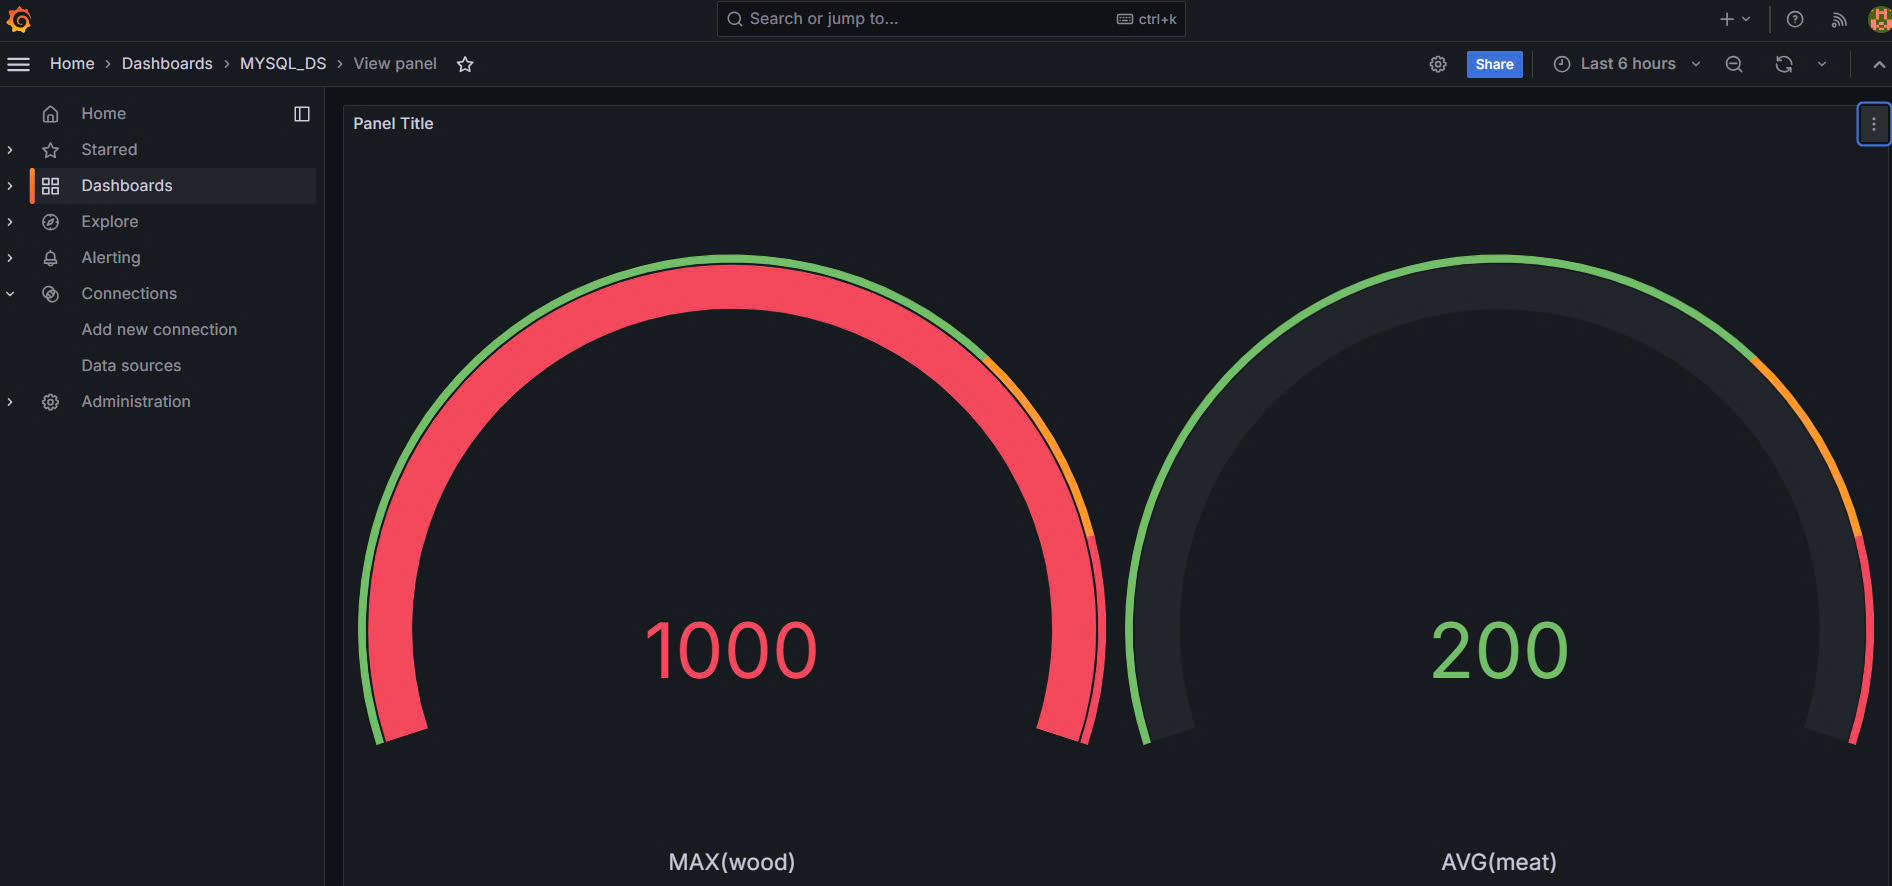 Search or jump to... ctrl+k
Home › Dashboards › MYSQL_DS › View panel
Share
Last 6 hours
Home
Starred
Dashboards
Explore
Alerting
Connections
Add new connection
Data sources
Administration
Panel Title
1000
MAX(wood)
200
AVG(meat)